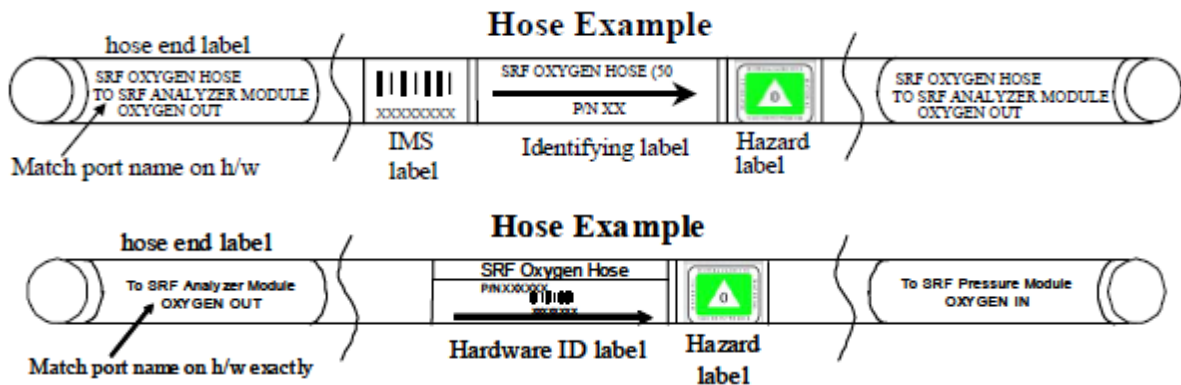 Hose Example
hose end label
SRF OXYGEN HOSE
TO SRF ANALYZER MODULE
OXYGEN OUT
XXXXXXXX
SRF OXYGEN HOSE (50
P/N XX
0
SRF OXYGEN HOSE
TO SRF ANALYZER MODULE
OXYGEN OUT
Match port name on h/w
IMS
label
Identifying label
Hazard
label
Hose Example
hose end label
To SRF Analyzer Module
OXYGEN OUT
SRF Oxygen Hose
P/N XXXXXX
0
To SRF Pressure Module
OXYGEN IN
Match port name on h/w exactly
Hardware ID label
Hazard
label